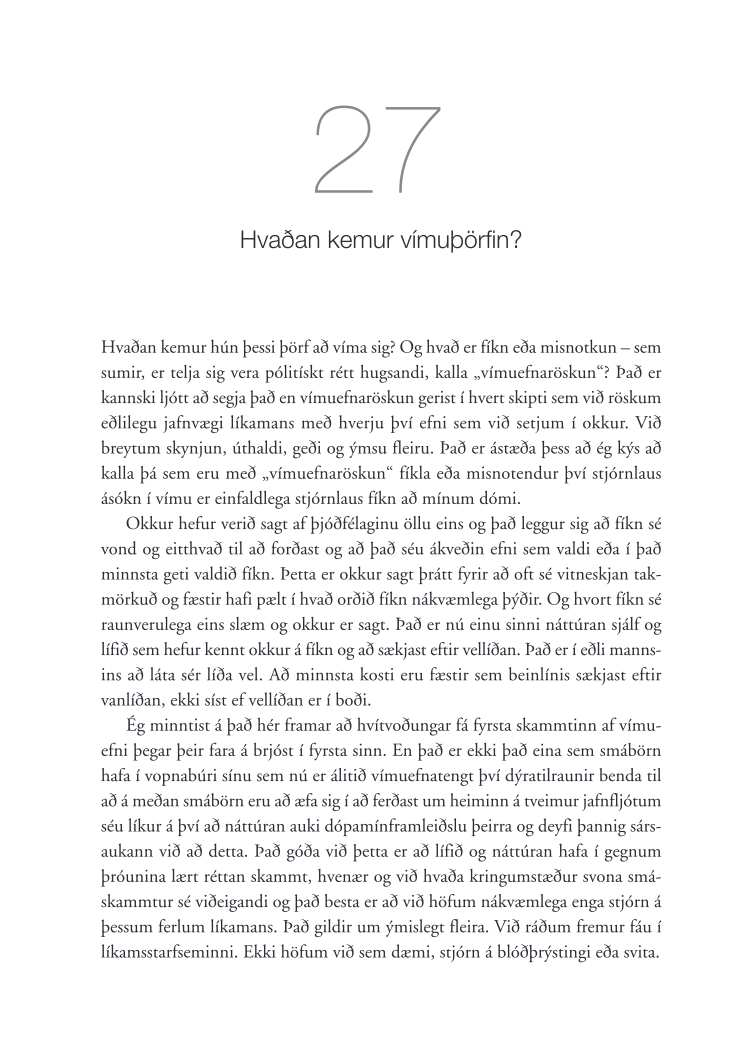 27
Hvaðan kemur vímuþörfin?
Hvaðan kemur hún þessi þörf að víma sig? Og hvað er fíkn eða misnotkun – sem
sumir, er telja sig vera pólitískt rétt hugsandi, kalla „vímuefnaröskun“? Það er
kannski ljótt að segja það en vímuefnaröskun gerist í hvert skipti sem við röskum
eðlilegu jafnvægi líkamans með hverju því efni sem við setjum í okkur. Við
breytum skynjun, úthaldi, geði og ýmsu fleiru. Það er ástæða þess að ég kýs að
kalla þá sem eru með „vímuefnaröskun“ fíkla eða misnotendur því stjórnlaus
ásókn í vímu er einfaldlega stjórnlaus fíkn að mínum dómi.
Okkur hefur verið sagt af þjóðfélaginu öllu eins og það leggur sig að fíkn sé
vond og eitthvað til að forðast og að það séu ákveðin efni sem valdi eða í það
minnsta geti valdið fíkn. Þetta er okkur sagt þrátt fyrir að oft sé vitneskjan tak-
mörkuð og fæstir hafi pælt í hvað orðið fíkn nákvæmlega þýðir. Og hvort fíkn sé
raunverulega eins slæm og okkur er sagt. Það er nú einu sinni náttúran sjálf og
lífið sem hefur kennt okkur á fíkn og að sækjast eftir vellíðan. Það er í eðli manns-
ins að láta sér líða vel. Að minnsta kosti eru fæstir sem beinlínis sækjast eftir
vanlíðan, ekki síst ef vellíðan er í boði.
Ég minntist á það hér framar að hvítvoðungar fá fyrsta skammtinn af vímu-
efni þegar þeir fara á brjóst í fyrsta sinn. En það er ekki það eina sem smábörn
hafa í vopnabúri sínu sem nú er álitið vímuefnatengt því dýratilraunir benda til
að á meðan smábörn eru að æfa sig í að ferðast um heiminn á tveimur jafnfljótum
séu líkur á því að náttúran auki dópamínframleiðslu þeirra og deyfi þannig sárs-
aukann við að detta. Það góða við þetta er að lífið og náttúran hafa í gegnum
þróunina lært réttan skammt, hvenær og við hvaða kringumstæður svona smá-
skammtur sé viðeigandi og það besta er að við höfum nákvæmlega enga stjórn á
þessum ferlum líkamans. Það gildir um ýmislegt fleira. Við ráðum fremur fáu í
líkamsstarfseminni. Ekki höfum við sem dæmi, stjórn á blóðþrýstingi eða svita.